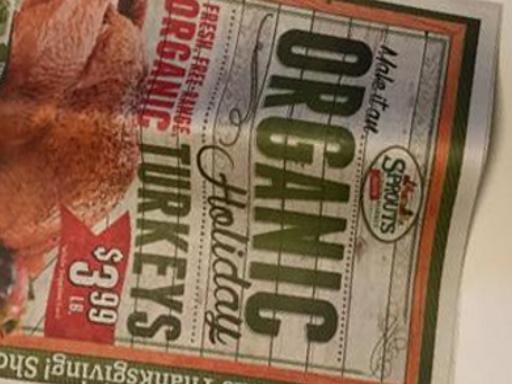 Make it an
SPROUTS
ORGANIC
Holiday
FRESH, FREE-RANGE
ORGANIC TURKEYS
$3.99
LB
Thanksgiving! Sho